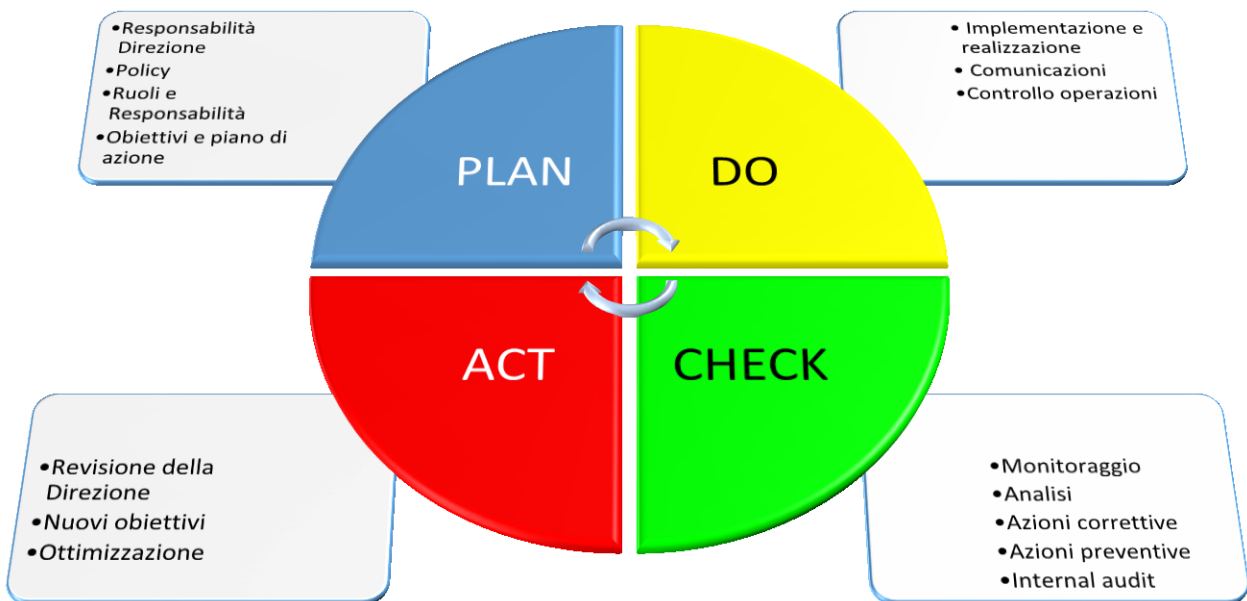 •Responsabilità
Direzione
•Policy
•Ruoli e
Responsabilità
•Obiettivi e piano di
azione
PLAN
DO
• Implementazione e
realizzazione
• Comunicazioni
•Controllo operazioni
ACT
CHECK
•Revisione della
Direzione
•Nuovi obiettivi
•Ottimizzazione
•Monitoraggio
•Analisi
•Azioni correttive
•Azioni preventive
•Internal audit